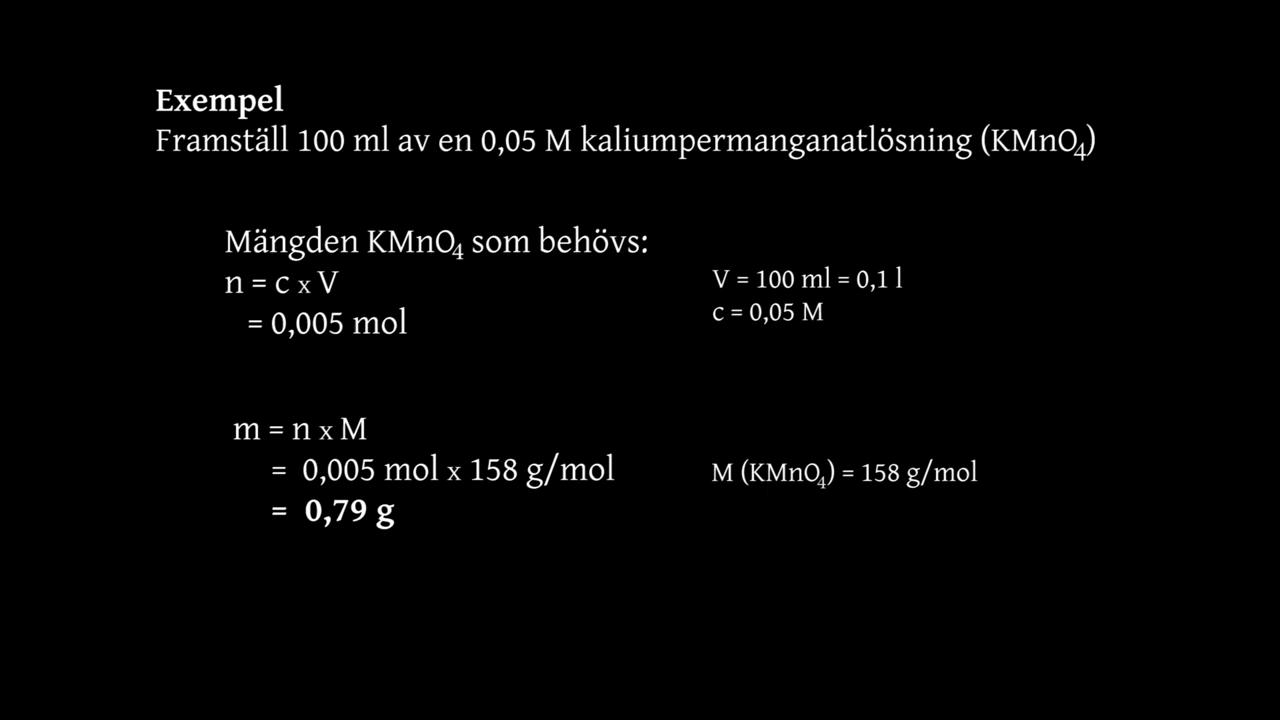 Exempel
Framställ 100 ml av en 0,05 M kaliumpermanganatlösning (KMnO₄)
Mängden KMnO₄ som behövs:
n = c x V
= 0,005 mol
V = 100 ml = 0,1 l
c = 0,05 M
m = n x M
= 0,005 mol x 158 g/mol
= 0,79 g
M (KMnO₄) = 158 g/mol